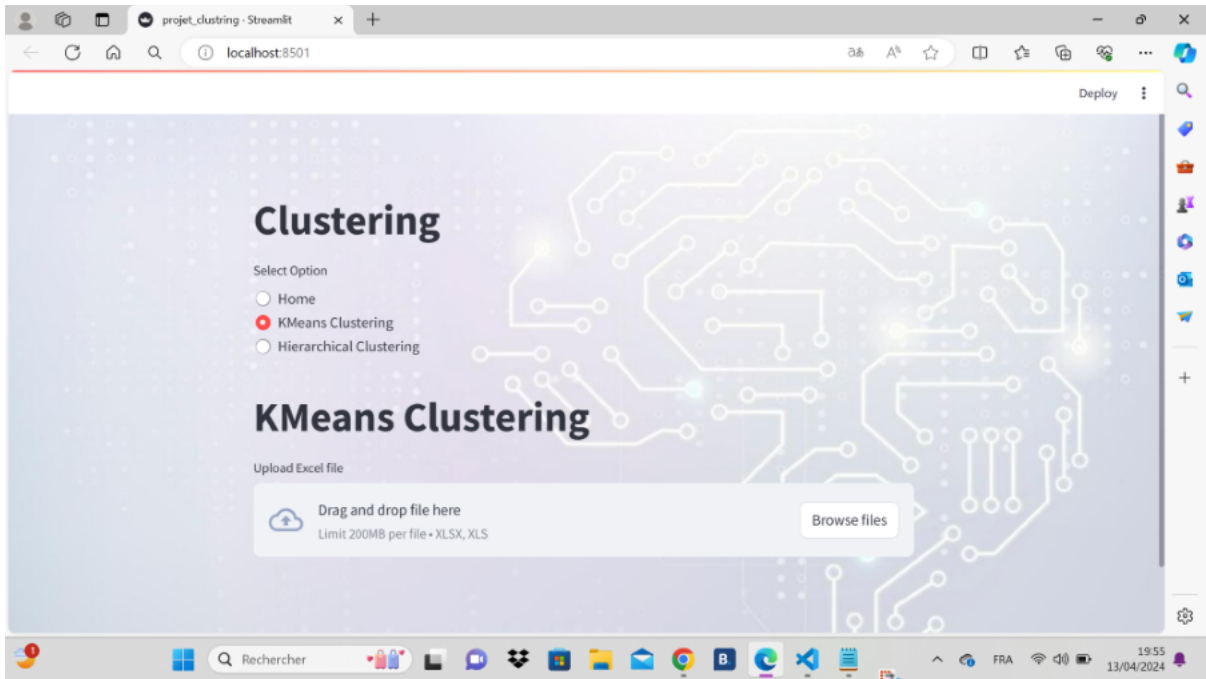 projet_clustring · Streamlit
localhost:8501
Deploy
Clustering
Select Option
Home
KMeans Clustering
Hierarchical Clustering
KMeans Clustering
Upload Excel file
Drag and drop file here
Limit 200MB per file • XLSX, XLS
Browse files
1
Rechercher
B.
FRA
19:55
13/04/2024